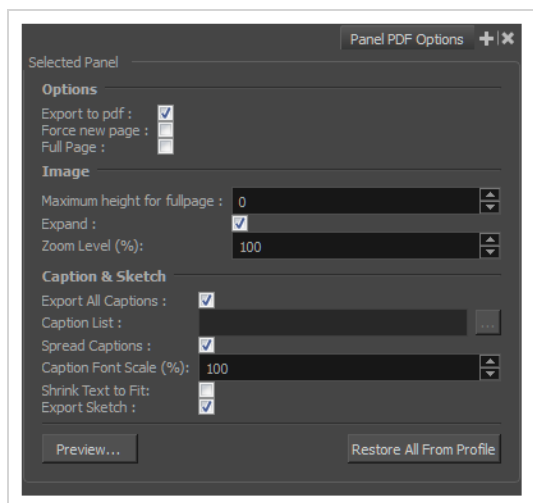 Panel PDF Options
Selected Panel
Options
Export to pdf :
Force new page :
Full Page :
Image
Maximum height for fullpage : 0
Expand :
Zoom Level (%): 100
Caption & Sketch
Export All Captions :
Caption List : ...
Spread Captions :
Caption Font Scale (%): 100
Shrink Text to Fit:
Export Sketch :
Preview... Restore All From Profile